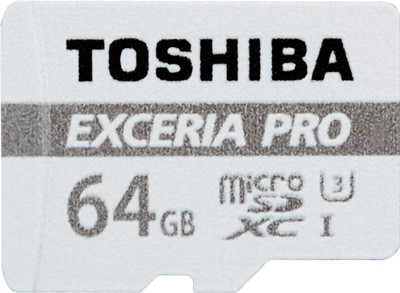 TOSHIBA
EXCERIA PRO
64GB micro SD XC I U3